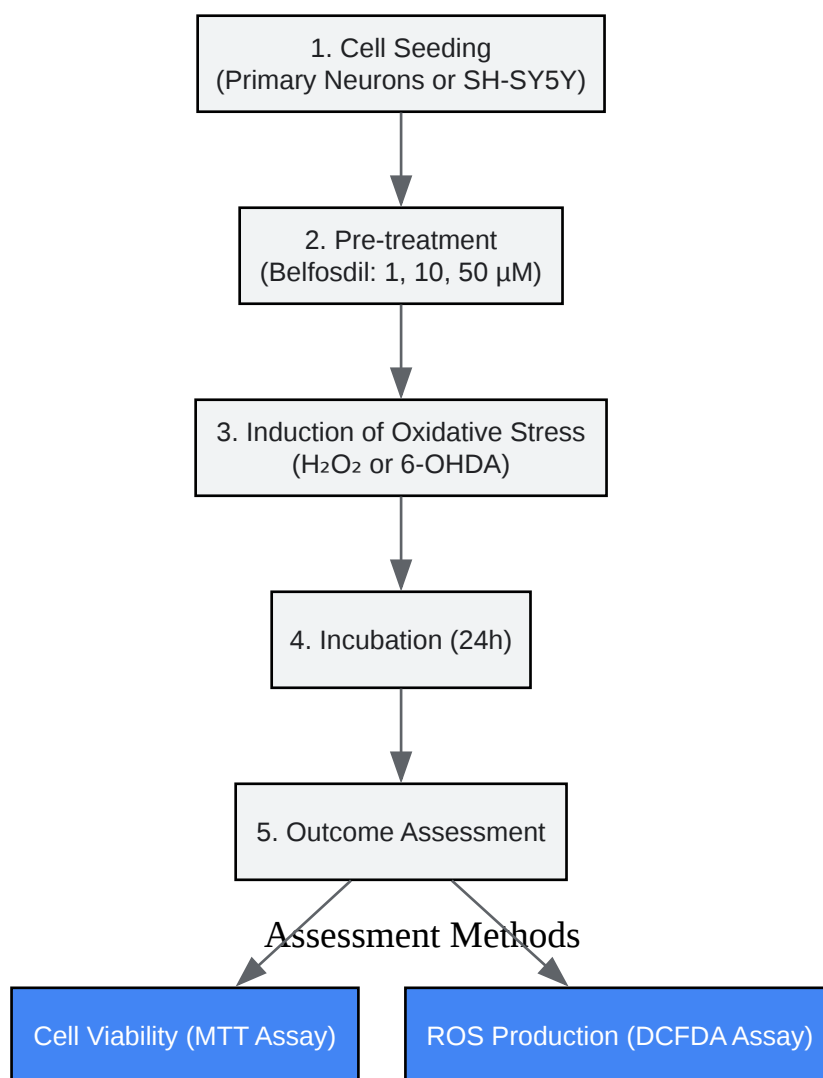 1. Cell Seeding
(Primary Neurons or SH-SY5Y)
2. Pre-treatment
(Belfosdil: 1, 10, 50 µM)
3. Induction of Oxidative Stress
(H₂O₂ or 6-OHDA)
4. Incubation (24h)
5. Outcome Assessment
Assessment Methods
Cell Viability (MTT Assay)
ROS Production (DCFDA Assay)